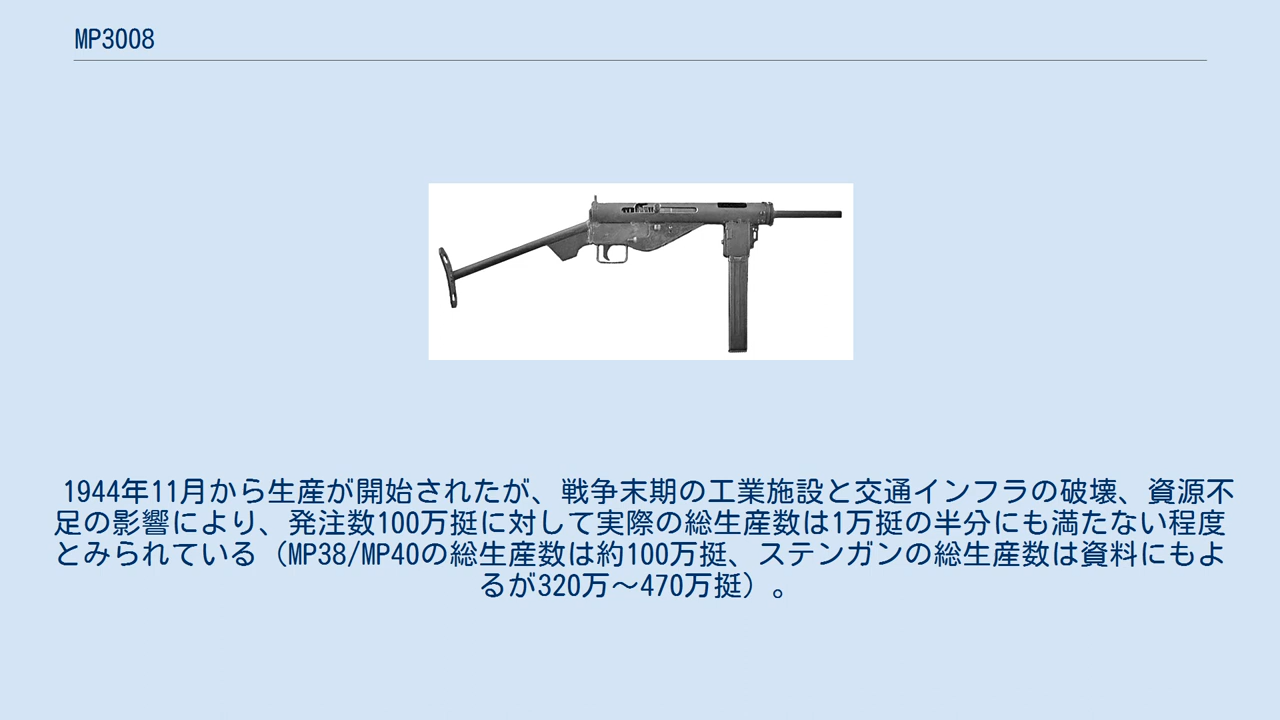 MP3008
1944年11月から生産が開始されたが、戦争末期の工業施設と交通インフラの破壊、資源不
足の影響により、発注数100万挺に対して実際の総生産数は1万挺の半分にも満たない程度
とみられている（MP38/MP40の総生産数は約100万挺、ステンガンの総生産数は資料にもよ
るが320万～470万挺）。